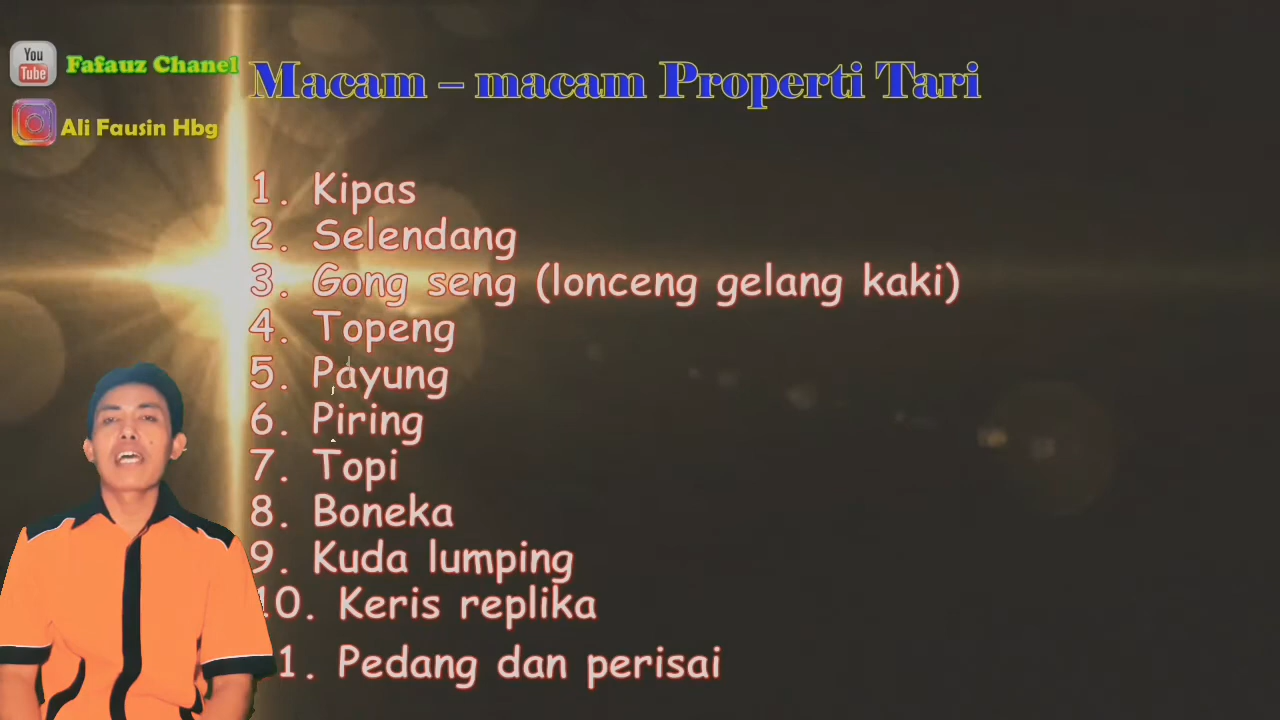 You
Tube
Fafauz Chanel
Ali Fausin Hbg
Macam – macam Properti Tari
1. Kipas
2. Selendang
3. Gong seng (lonceng gelang kaki)
4. Topeng
5. Payung
6. Piring
7. Topi
8. Boneka
9. Kuda lumping
10. Keris replika
1. Pedang dan perisai